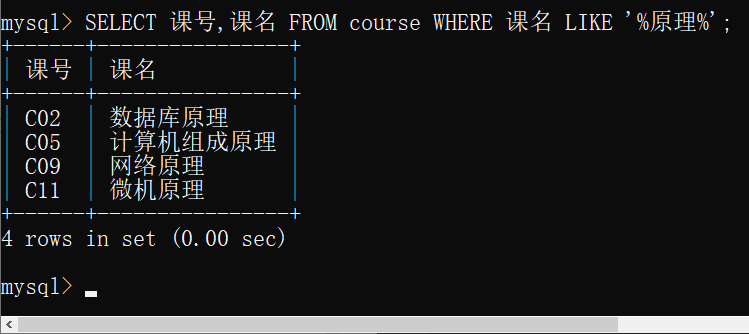 mysql> SELECT 课号,课名 FROM course WHERE 课名 LIKE '%原理%';
+------+----------------+
| 课号 | 课名           |
+------+----------------+
| C02  | 数据库原理     |
| C05  | 计算机组成原理 |
| C09  | 网络原理       |
| C11  | 微机原理       |
+------+----------------+
4 rows in set (0.00 sec)
mysql>